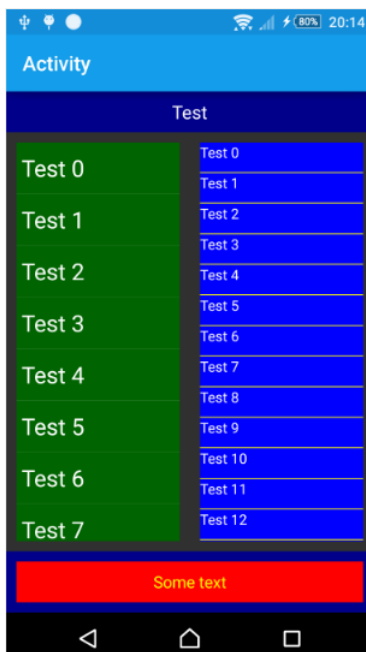 80% 20:14
Activity
Test
Test 0
Test 1
Test 2
Test 3
Test 4
Test 5
Test 6
Test 7
Test 0
Test 1
Test 2
Test 3
Test 4
Test 5
Test 6
Test 7
Test 8
Test 9
Test 10
Test 11
Test 12
Some text